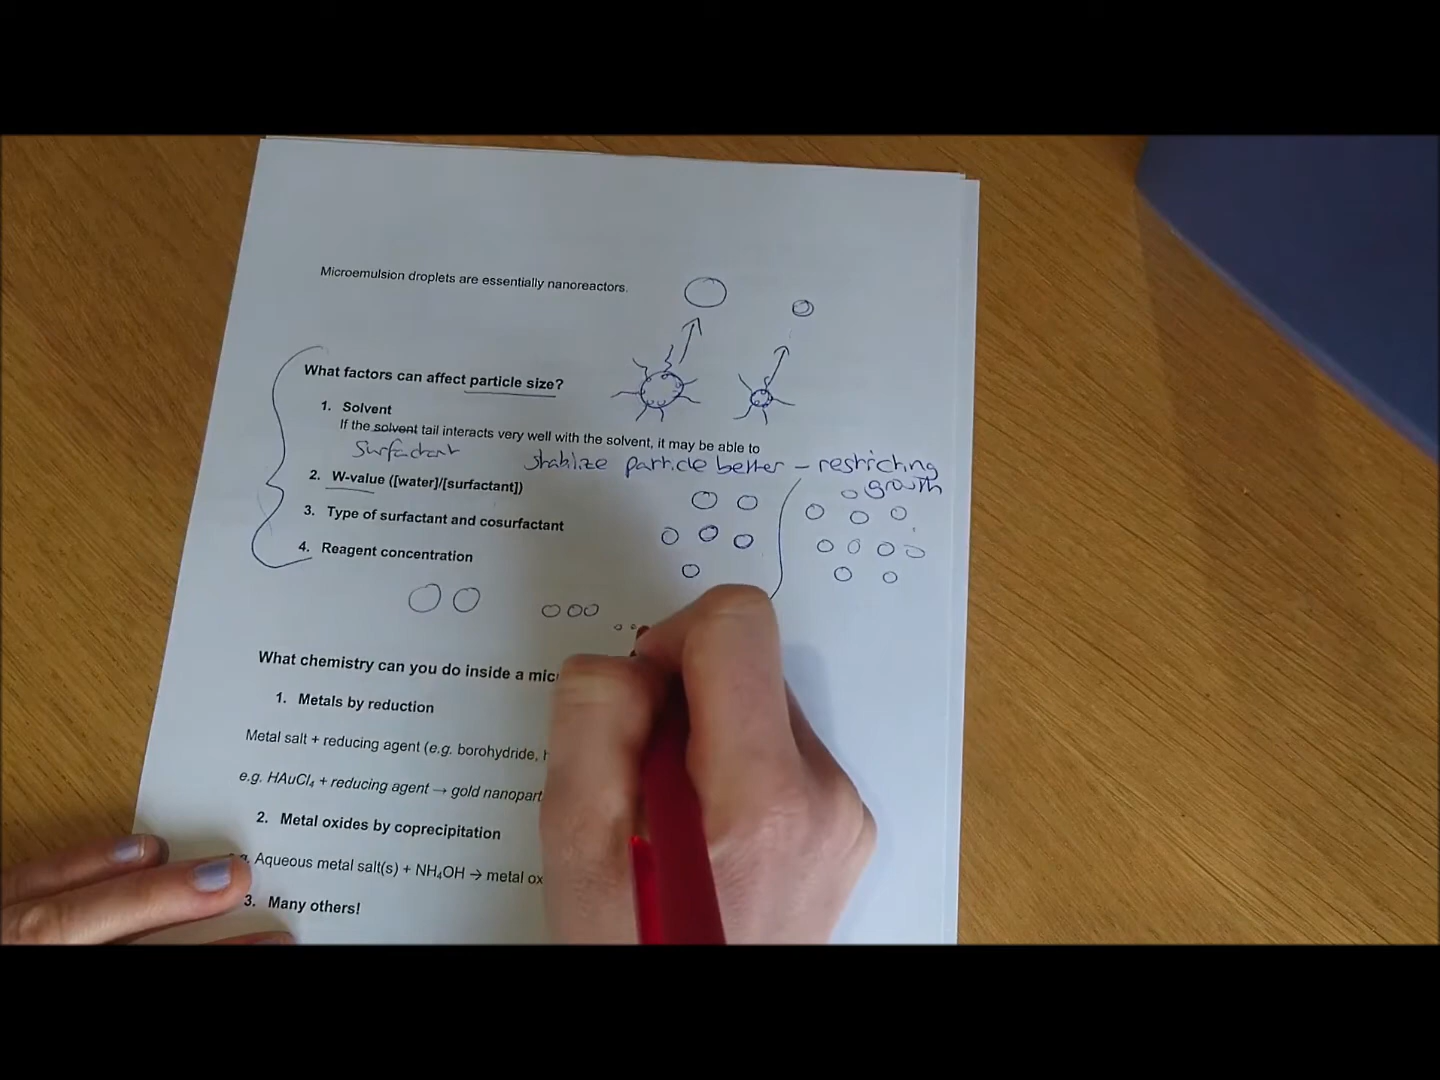 Microemulsion droplets are essentially nanoreactors.
What factors can affect particle size?
1. Solvent
If the solvent tail interacts very well with the solvent, it may be able to
surfactant stabilize particle better - restricting
growth
2. W-value ([water]/[surfactant])
3. Type of surfactant and cosurfactant
4. Reagent concentration
What chemistry can you do inside a
1. Metals by reduction
Metal salt + reducing agent (e.g. borohydride,
e.g. HAuCl₄ + reducing agent → gold
2. Metal oxides by coprecipitation
Aqueous metal salt(s) + NH₄OH → metal
3. Many others!